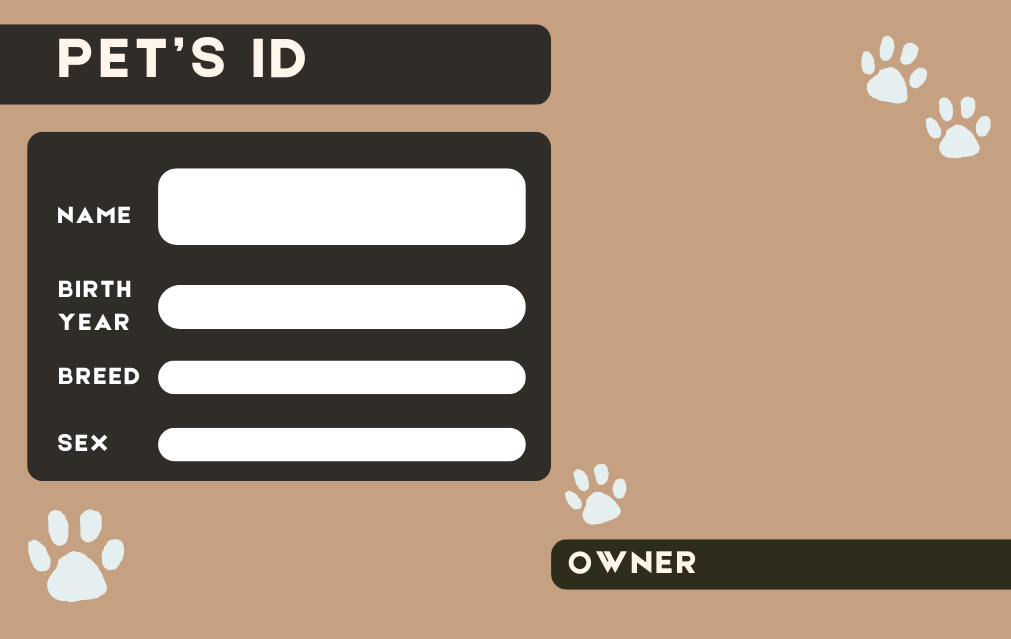 PET'S ID
NAME
BIRTH
YEAR
BREED
SEX
OWNER